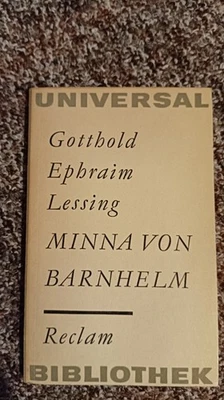 UNIVERSAL
Gotthold
Ephraim
Lessing
MINNA VON
BARNHELM
Reclam
BIBLIOTHEK